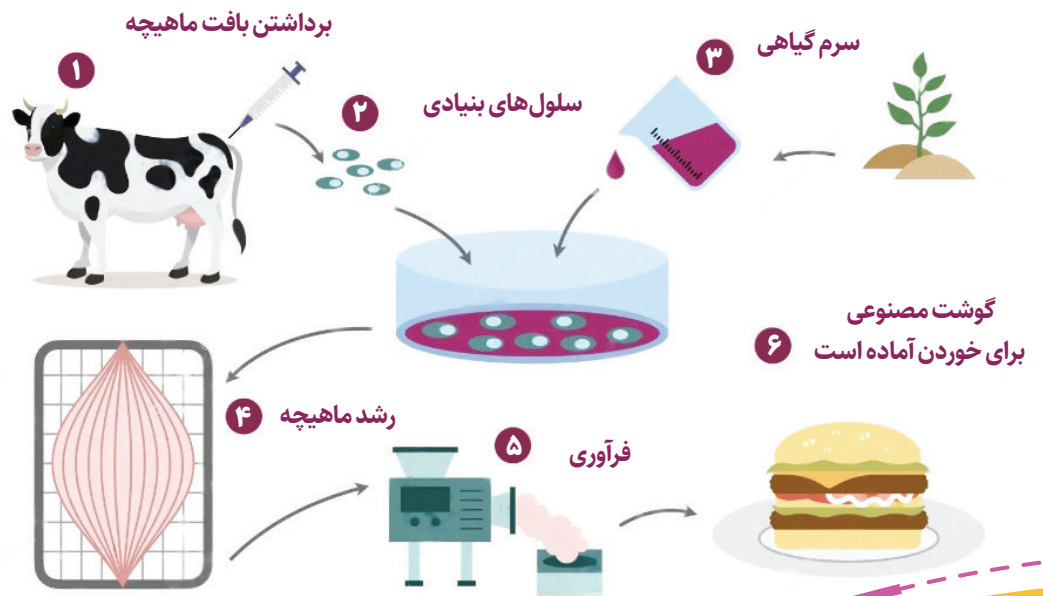 برداشتن بافت ماهیچه
۱
۲
سلول‌های بنیادی
۳
سرم گیاهی
۴
رشد ماهیچه
۵
فرآوری
۶
گوشت مصنوعی
برای خوردن آماده است